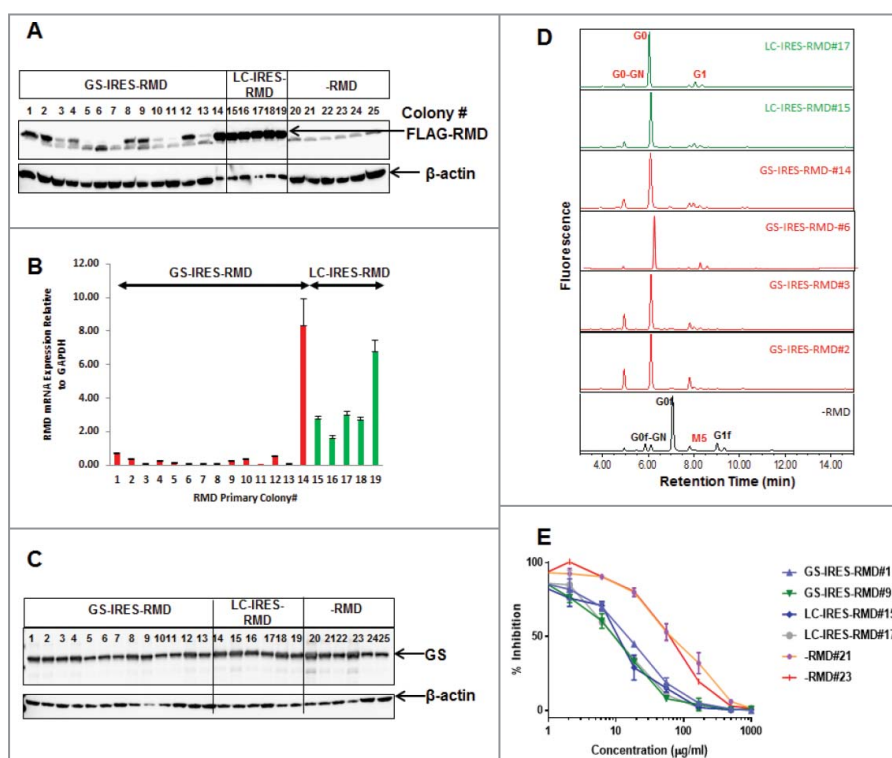 A
GS-IRES-RMD
LC-IRES-
RMD
-RMD
1 2 3 4 5 6 7 8 9 10 11 12 13 14 15 16 17 18 19 20 21 22 23 24 25
Colony #
FLAG-RMD
β-actin
B
RMD mRNA Expression Relative
to GAPDH
12.00
10.00
8.00
6.00
4.00
2.00
0.00
GS-IRES-RMD
LC-IRES-RMD
1 2 3 4 5 6 7 8 9 10 11 12 13 14 15 16 17 18 19
RMD Primary Colony#
C
GS-IRES-RMD
LC-IRES-
RMD
-RMD
1 2 3 4 5 6 7 8 9 10 11 12 13 14 15 16 17 18 19 20 21 22 23 24 25
GS
β-actin
D
Fluorescence
G0
G0-GN
G1
LC-IRES-RMD#17
LC-IRES-RMD#15
GS-IRES-RMD-#14
GS-IRES-RMD-#6
GS-IRES-RMD#3
GS-IRES-RMD#2
G0f
-RMD
G0f-GN
M5
G1f
4.00 6.00 8.00 10.00 12.00 14.00
Retention Time (min)
E
% Inhibition
100
50
0
1 10 100 1000
Concentration (μg/ml)
GS-IRES-RMD#1
GS-IRES-RMD#9
LC-IRES-RMD#15
LC-IRES-RMD#17
-RMD#21
-RMD#23